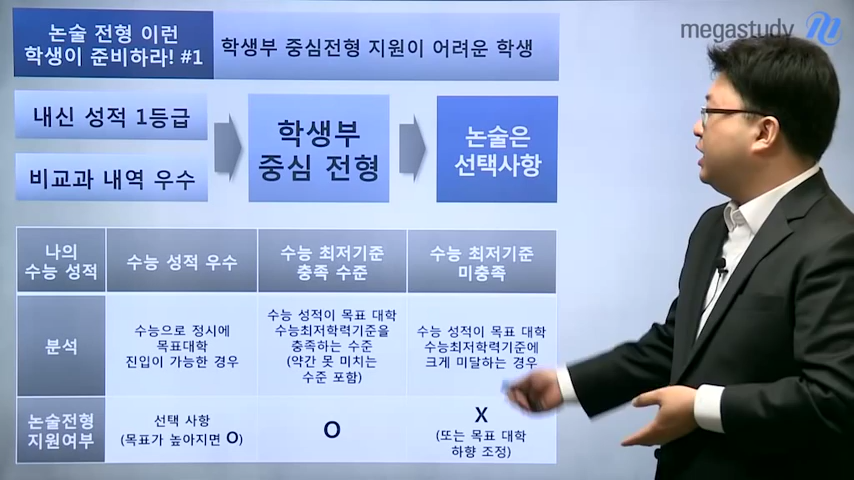 논술 전형 이런
학생이 준비하라! #1
학생부 중심전형 지원이 어려운 학생
megastudy
내신 성적 1등급
비교과 내역 우수
학생부
중심 전형
논술은
선택사항
나의
수능 성적
수능 성적 우수
수능 최저기준
충족 수준
수능 최저기준
미충족
분석
수능으로 정시에
목표대학
진입이 가능한 경우
수능 성적이 목표 대학
수능최저학력기준을
충족하는 수준
(약간 못 미치는
수준 포함)
수능 성적이 목표 대학
수능최저학력기준에
크게 미달하는 경우
논술전형
지원여부
선택 사항
(목표가 높아지면 O)
O
X
(또는 목표 대학
하향 조정)